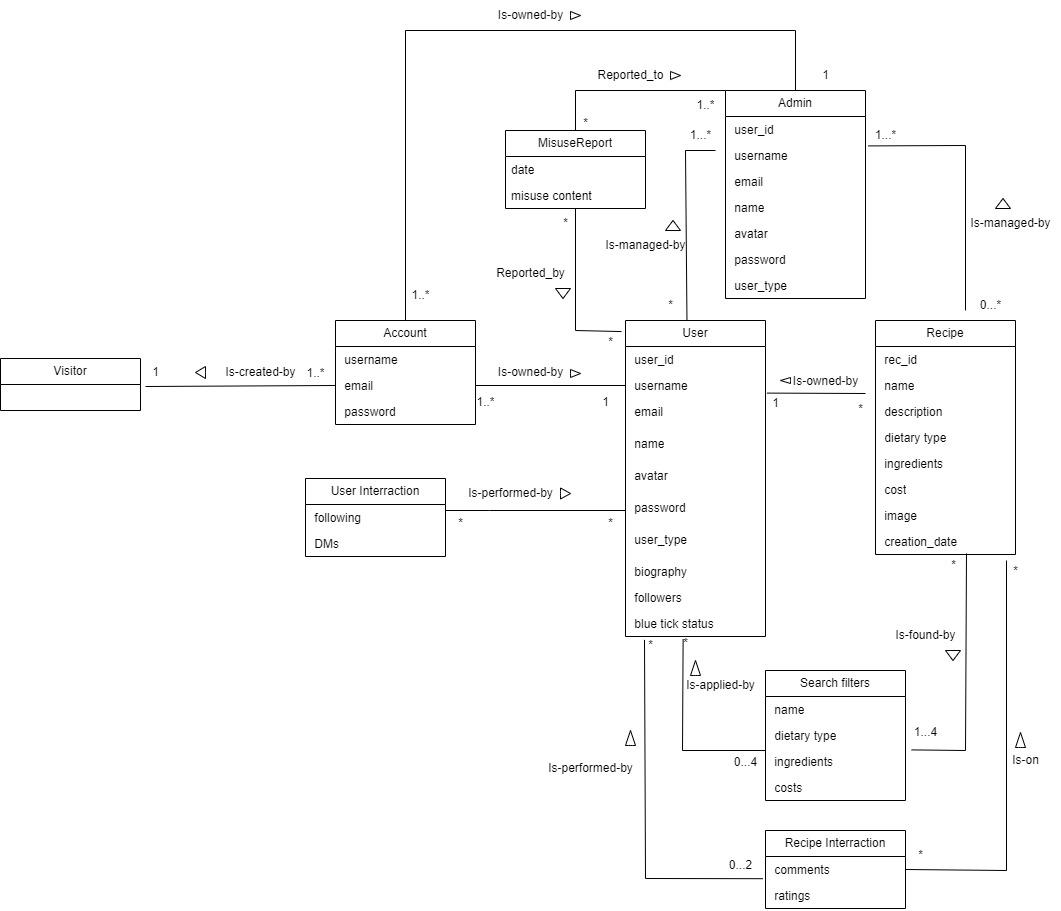 Is-owned-by
Reported_to
1
1..*
Admin
user_id
username
email
name
avatar
password
user_type
*
MisuseReport
date
misuse content
1...*
1...*
*
Is-managed-by
Is-managed-by
Reported_by
*
*
0...*
1..*
Account
username
email
password
Visitor
1
Is-created-by
1..*
Is-owned-by
1..*
1
User
user_id
username
email
name
avatar
password
user_type
biography
followers
blue tick status
Is-owned-by
1
*
Recipe
rec_id
name
description
dietary type
ingredients
cost
image
creation_date
User Interraction
following
DMs
Is-performed-by
*
*
*
*
*
*
Is-found-by
Is-applied-by
Search filters
name
dietary type
ingredients
costs
1...4
0...4
Is-performed-by
Is-on
Recipe Interraction
comments
ratings
0...2
*